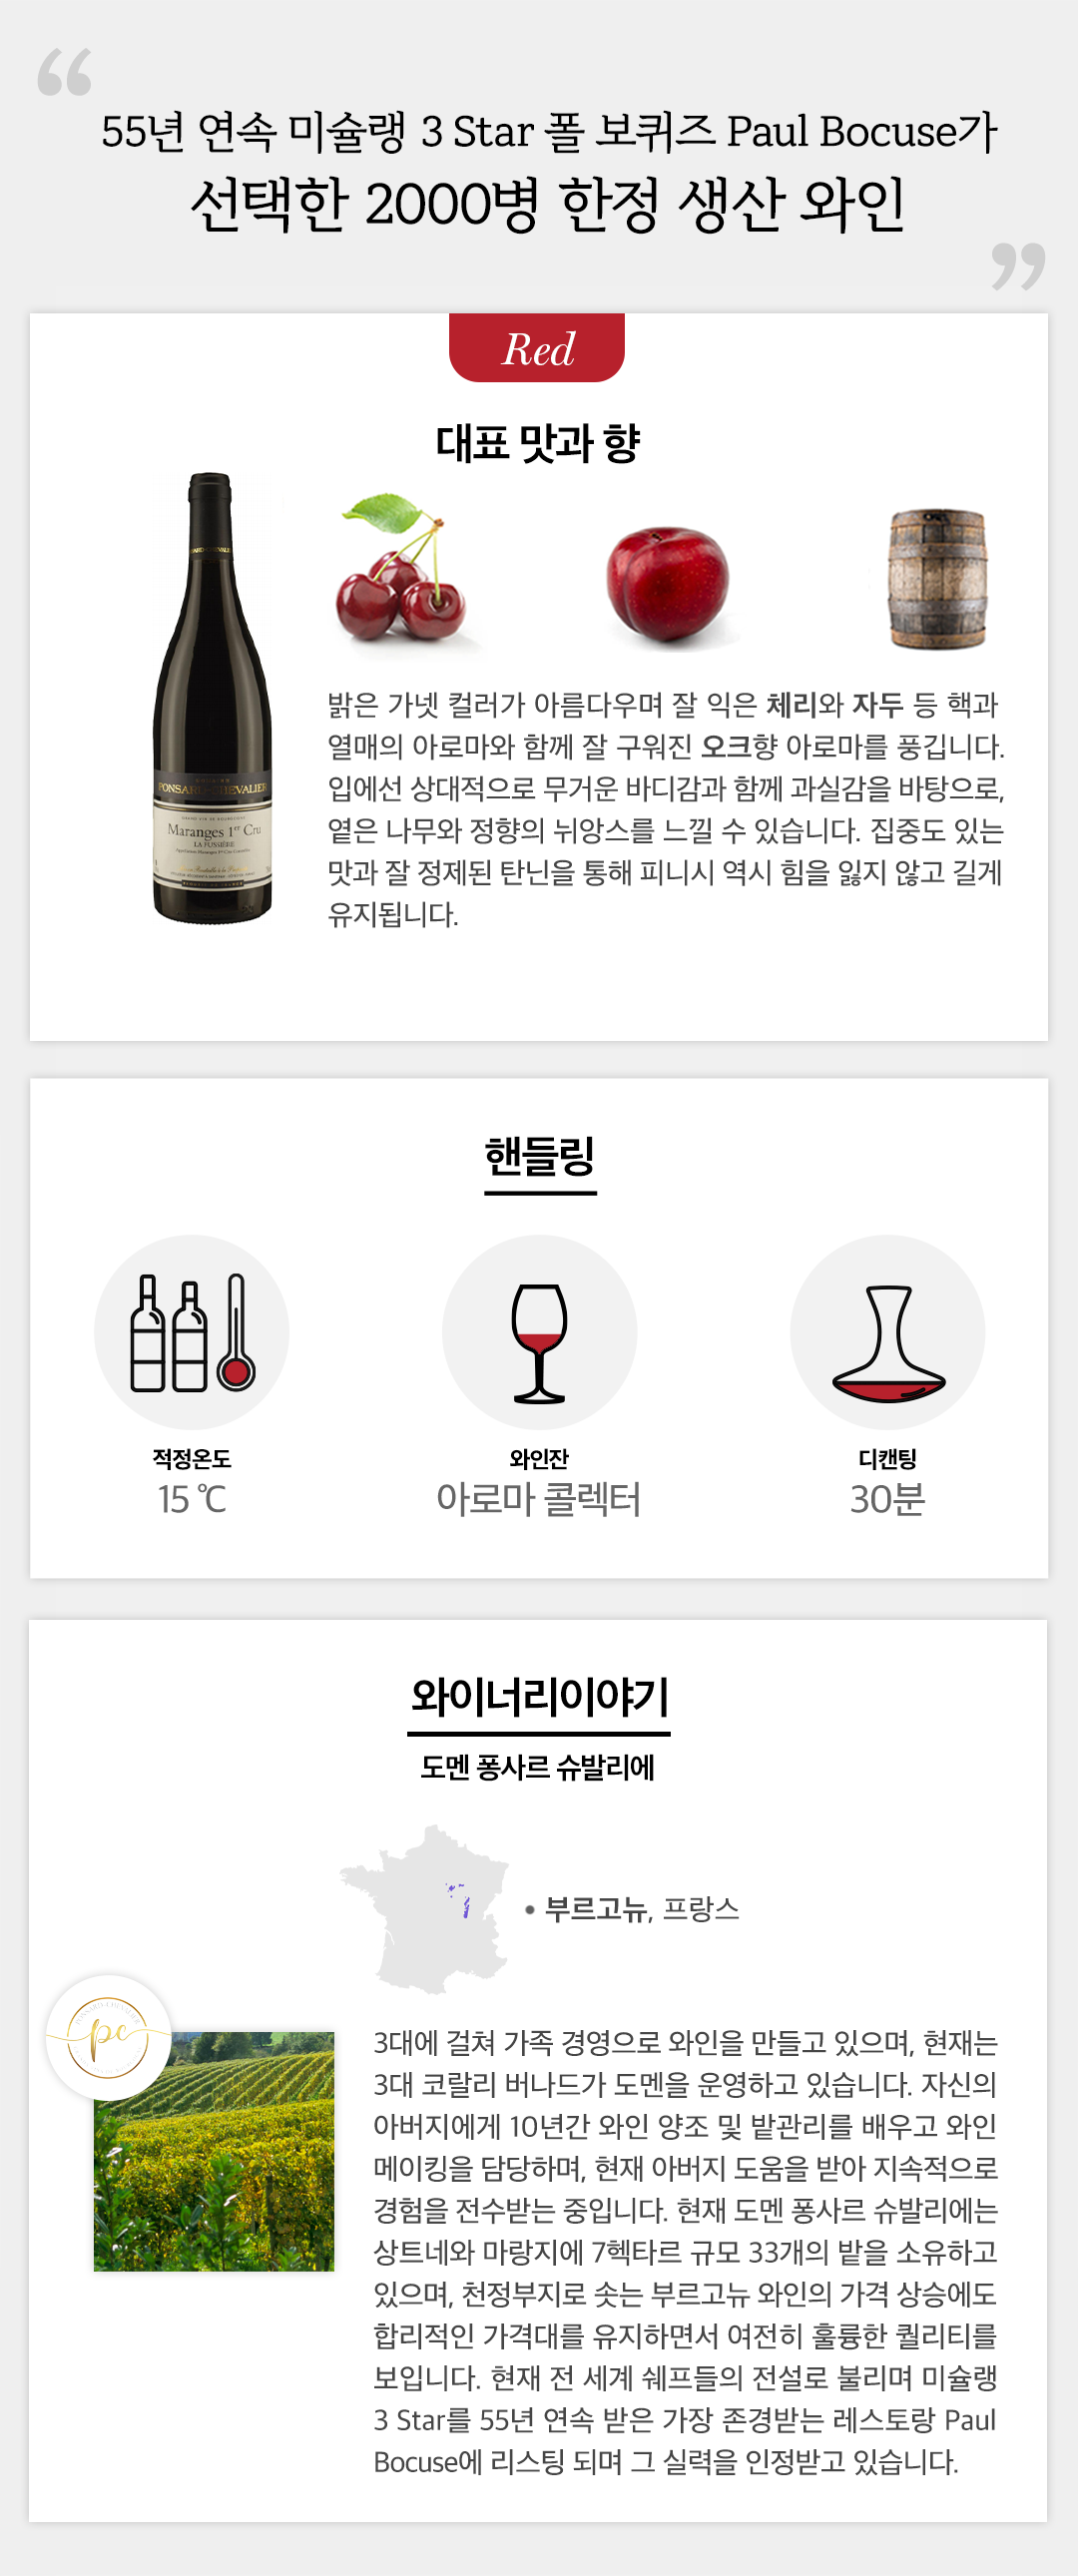 “
55년 연속 미슐랭 3 Star 폴 보퀴즈 Paul Bocuse가
선택한 2000병 한정 생산 와인
”
Red
대표 맛과 향
PONSARD-CHEVALIER
GRAND VIN DE BOURGOGNE
Maranges 1er Cru
LA FUSSIÈRE
밝은 가넷 컬러가 아름다우며 잘 익은 체리와 자두 등 핵과
열매의 아로마와 함께 잘 구워진 오크향 아로마를 풍깁니다.
입에선 상대적으로 무거운 바디감과 함께 과실감을 바탕으로,
옅은 나무와 정향의 뉘앙스를 느낄 수 있습니다. 집중도 있는
맛과 잘 정제된 탄닌을 통해 피니시 역시 힘을 잃지 않고 길게
유지됩니다.
핸들링
적정온도
15 ℃
와인잔
아로마 콜렉터
디캔팅
30분
와이너리이야기
도멘 퐁사르 슈발리에
• 부르고뉴, 프랑스
PONSARD-CHEVALIER
pc
3대에 걸쳐 가족 경영으로 와인을 만들고 있으며, 현재는
3대 코랄리 버나드가 도멘을 운영하고 있습니다. 자신의
아버지에게 10년간 와인 양조 및 밭관리를 배우고 와인
메이킹을 담당하며, 현재 아버지 도움을 받아 지속적으로
경험을 전수받는 중입니다. 현재 도멘 퐁사르 슈발리에는
상트네와 마랑지에 7헥타르 규모 33개의 밭을 소유하고
있으며, 천정부지로 솟는 부르고뉴 와인의 가격 상승에도
합리적인 가격대를 유지하면서 여전히 훌륭한 퀄리티를
보입니다. 현재 전 세계 쉐프들의 전설로 불리며 미슐랭
3 Star를 55년 연속 받은 가장 존경받는 레스토랑 Paul
Bocuse에 리스팅 되며 그 실력을 인정받고 있습니다.